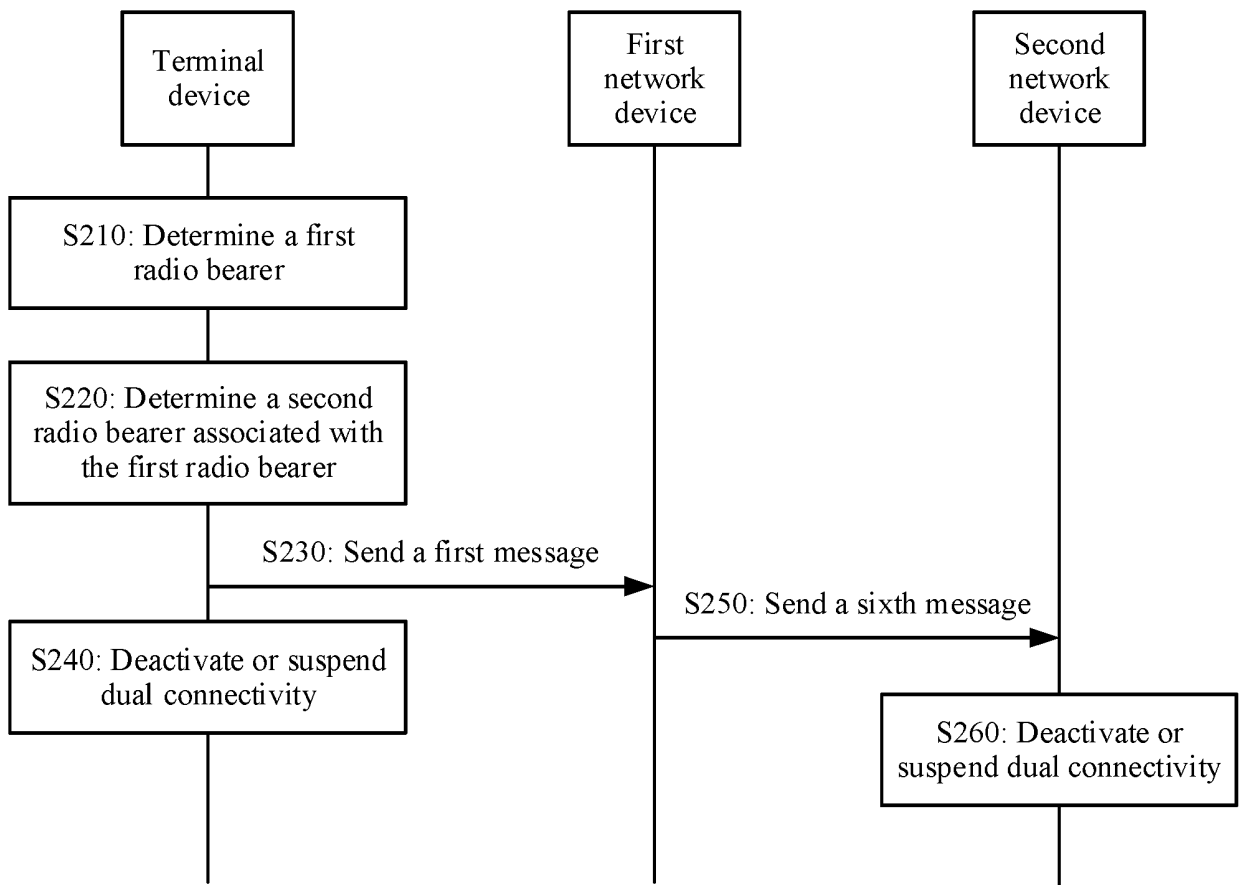 Terminal
device
First
network
device
Second
network
device
S210: Determine a first
radio bearer
S220: Determine a second
radio bearer associated with
the first radio bearer
S230: Send a first message
S250: Send a sixth message
S240: Deactivate or suspend
dual connectivity
S260: Deactivate or
suspend dual connectivity